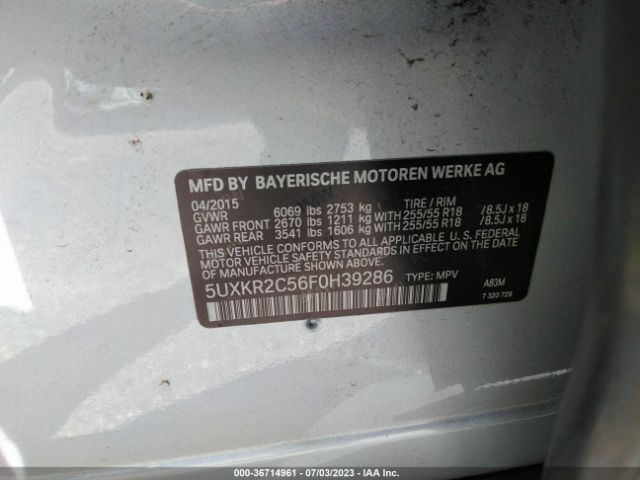 MFD BY BAYERISCHE MOTOREN WERKE AG
04/2015 TIRE / RIM
GVWR 6069 lbs 2753 kg
GAWR FRONT 2670 lbs 1211 kg WITH 255/55 R18 /8.5J x 18
GAWR REAR 3541 lbs 1606 kg WITH 255/55 R18 /8.5J x 18
THIS VEHICLE CONFORMS TO ALL APPLICABLE U.S. FEDERAL
MOTOR VEHICLE SAFETY STANDARDS IN EFFECT ON THE DATE
OF MANUFACTURE SHOWN ABOVE.
5UXKR2C56F0H39286 TYPE: MPV A83M
7 320 729
000-36714961 - 07/03/2023 - IAA Inc.